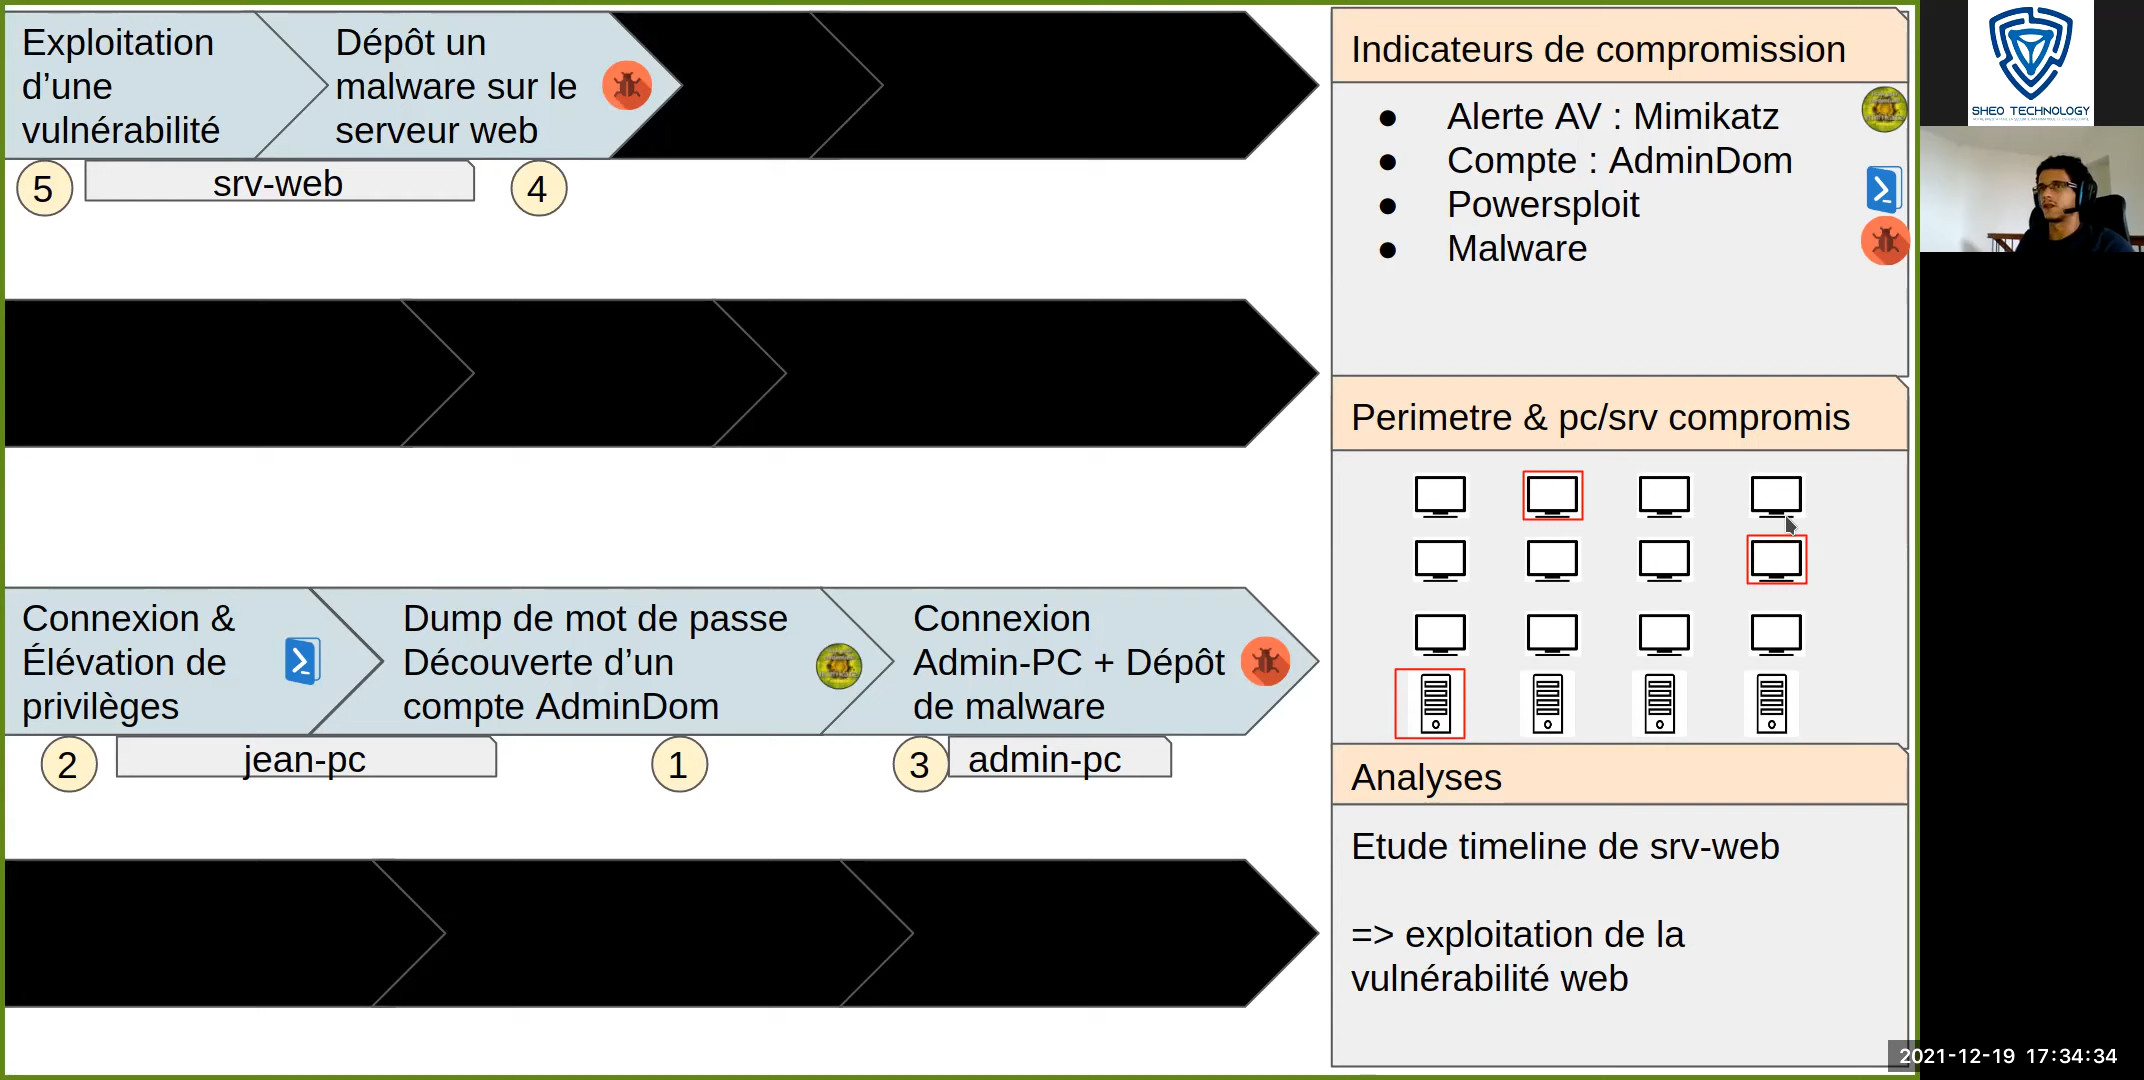 Exploitation
d'une
vulnérabilité
Dépôt un
malware sur le
serveur web
5
srv-web
4
Connexion &
Élévation de
privilèges
Dump de mot de passe
Découverte d'un
compte AdminDom
Connexion
Admin-PC + Dépôt
de malware
2
jean-pc
1
3
admin-pc
Indicateurs de compromission
● Alerte AV : Mimikatz
● Compte : AdminDom
● Powersploit
● Malware
Perimetre & pc/srv compromis
Analyses
Etude timeline de srv-web
=> exploitation de la
vulnérabilité web
SHEO TECHNOLOGY
2021-12-19 17:34:34